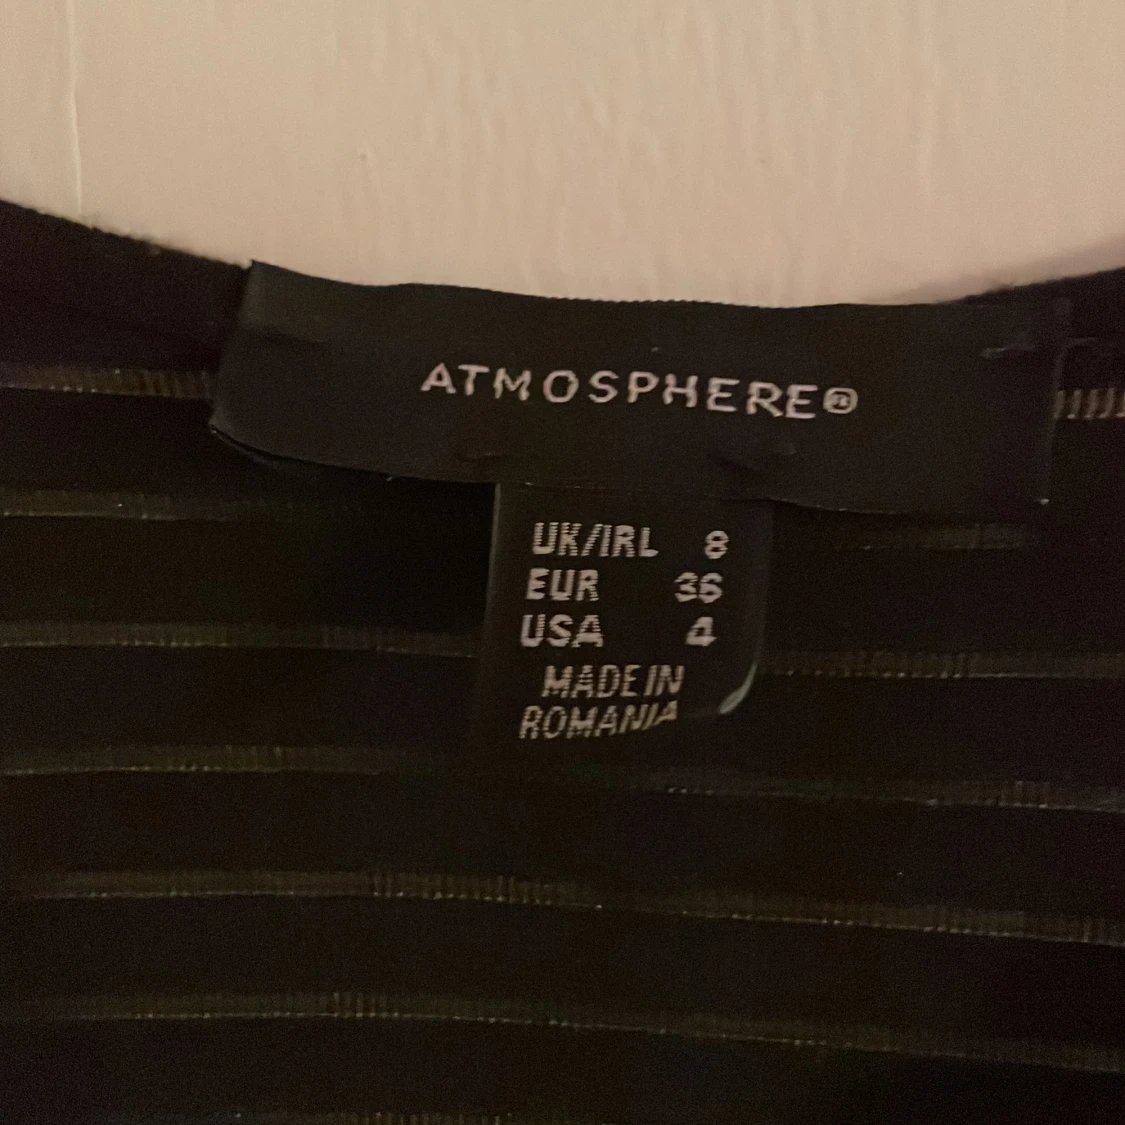 ATMOSPHERE®
UK/IRL 8
EUR 36
USA 4
MADE IN
ROMANIA